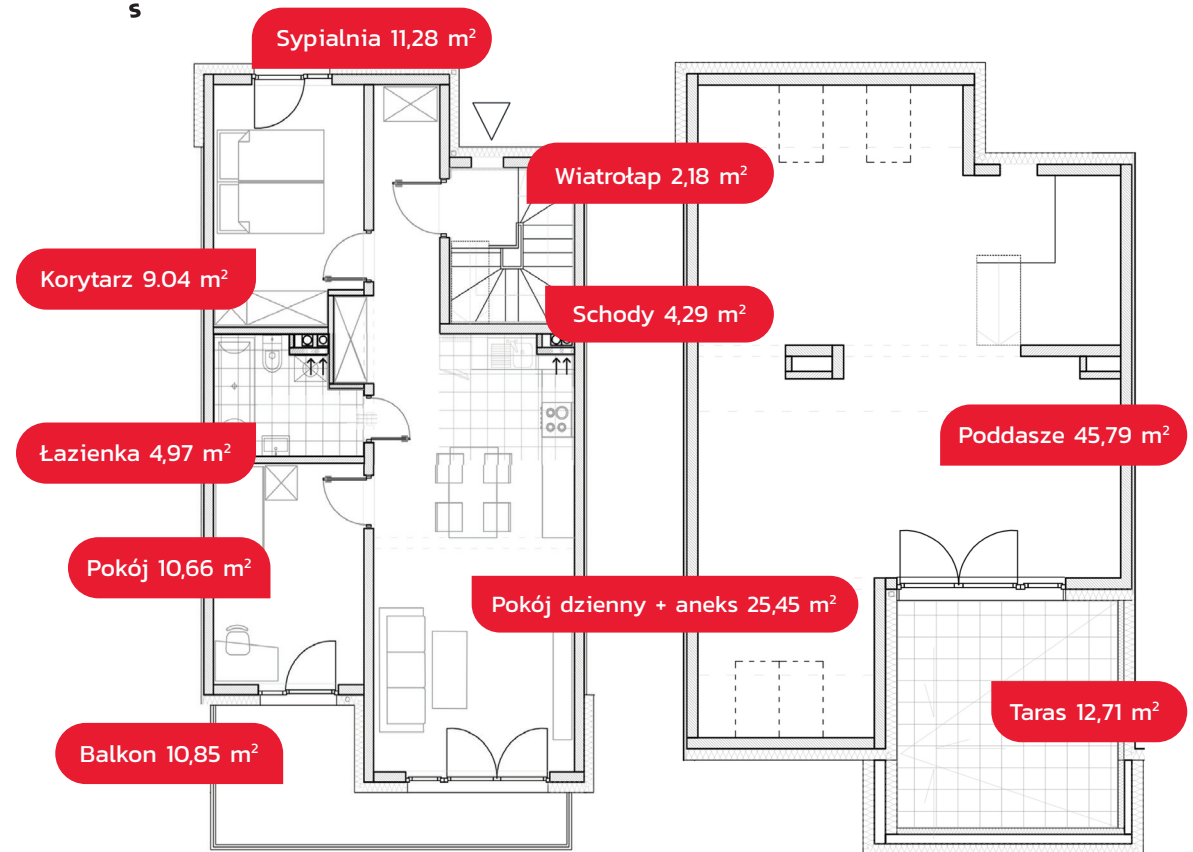 s
Sypialnia 11,28 m²
Wiatrołap 2,18 m²
Korytarz 9.04 m²
Schody 4,29 m²
Łazienka 4,97 m²
Poddasze 45,79 m²
Pokój 10,66 m²
Pokój dzienny + aneks 25,45 m²
Taras 12,71 m²
Balkon 10,85 m²